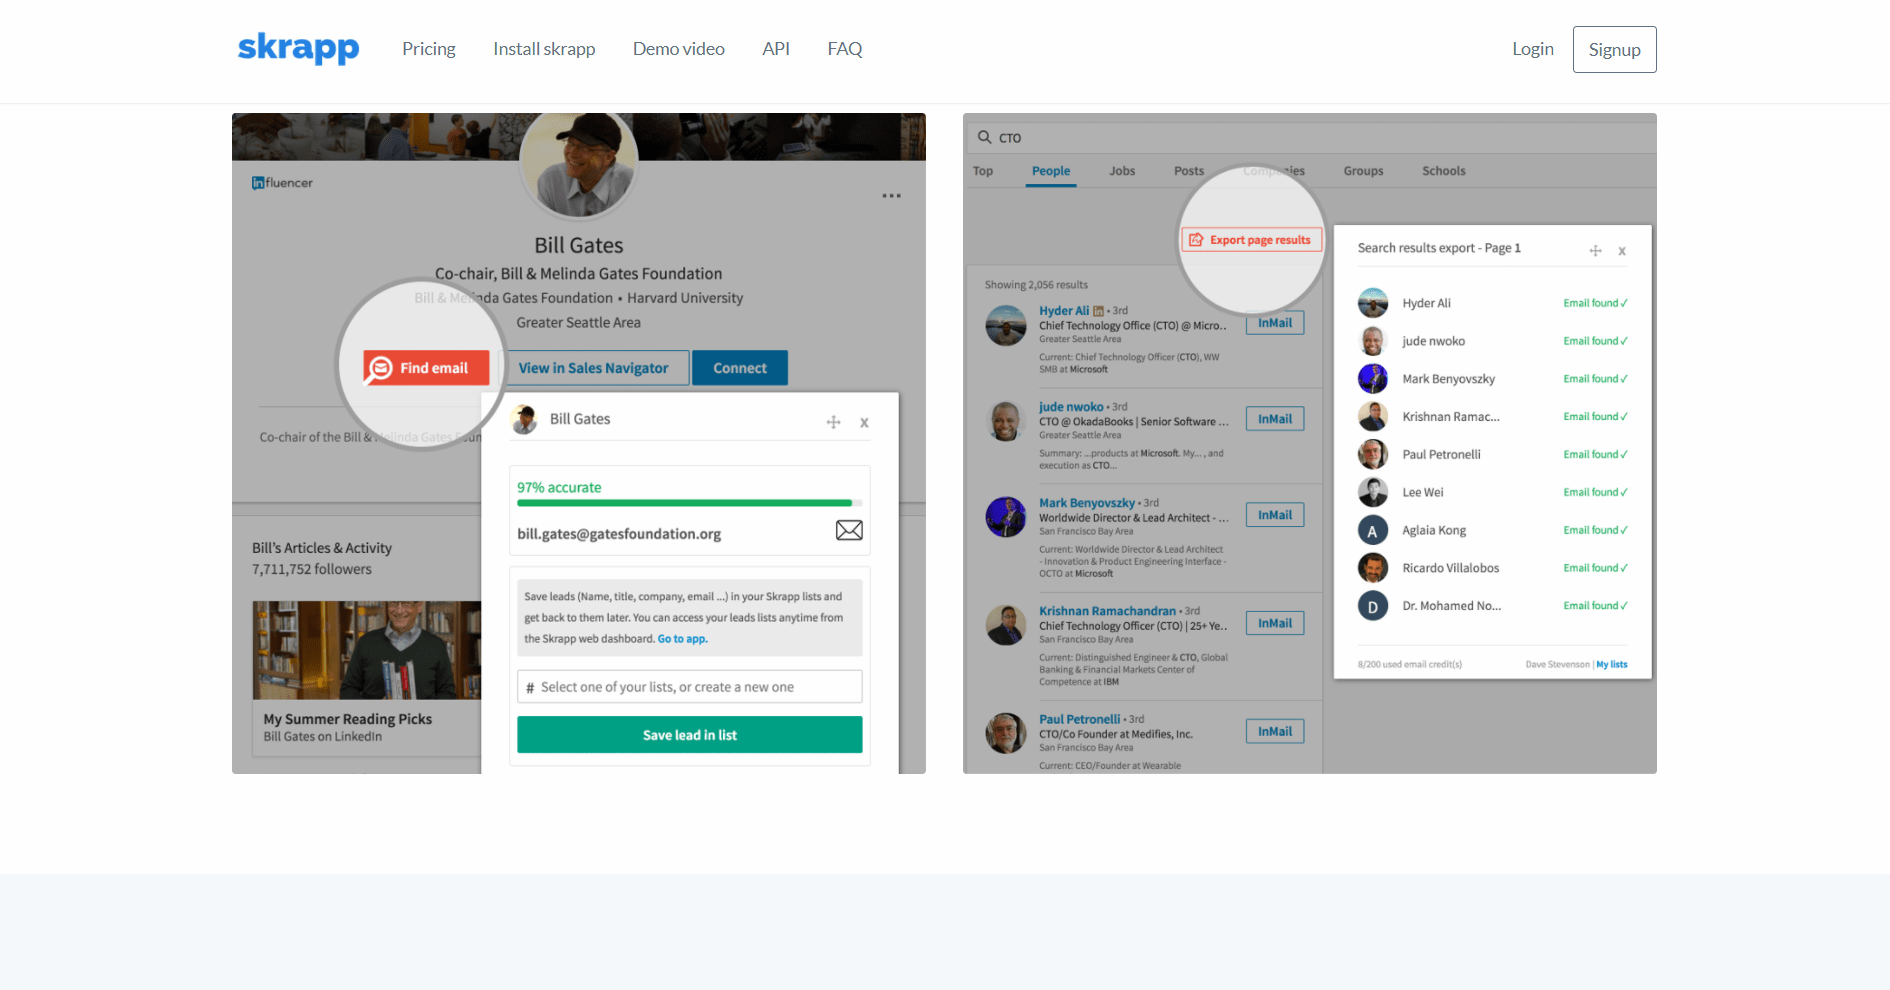 skrapp
Pricing
Install skrapp
Demo video
API
FAQ
Login
Signup
influencer
Bill Gates
Co-chair, Bill & Melinda Gates Foundation
Bill & Melinda Gates Foundation • Harvard University
Greater Seattle Area
Find email
View in Sales Navigator
Connect
Co-chair of the Bill & Melinda Gates Foun
Bill Gates
x
97% accurate
bill.gates@gatesfoundation.org
Save leads (Name, title, company, email ...) in your Skrapp lists and
get back to them later. You can access your leads lists anytime from
the Skrapp web dashboard. Go to app.
# Select one of your lists, or create a new one
Save lead in list
Bill's Articles & Activity
7,711,752 followers
My Summer Reading Picks
Bill Gates on LinkedIn
CTO
Top
People
Jobs
Posts
Companies
Groups
Schools
Export page results
Showing 2,056 results
Hyder Ali in • 3rd
Chief Technology Office (CTO) @ Micro..
Greater Seattle Area
Current: Chief Technology Officer (CTO), WW
SMB at Microsoft
InMail
jude nwoko • 3rd
CTO @ OkadaBooks | Senior Software ...
Greater Seattle Area
Summary: ...products at Microsoft. My... , and
execution as CTO...
InMail
Mark Benyovszky • 3rd
Worldwide Director & Lead Architect - ...
San Francisco Bay Area
Current: Worldwide Director & Lead Architect
- Innovation & Product Engineering Interface -
OCTO at Microsoft
InMail
Krishnan Ramachandran • 3rd
Chief Technology Officer (CTO) | 25+ Ye..
San Francisco Bay Area
Current: Distinguished Engineer & CTO, Global
Banking & Financial Markets Center of
Competence at IBM
InMail
Paul Petronelli • 3rd
CTO/Co Founder at Medifies, Inc.
San Francisco Bay Area
Current: CEO/Founder at Wearable
InMail
Search results export - Page 1
x
Hyder Ali Email found ✓
jude nwoko Email found ✓
Mark Benyovszky Email found ✓
Krishnan Ramac... Email found ✓
Paul Petronelli Email found ✓
Lee Wei Email found ✓
A Aglaia Kong Email found ✓
Ricardo Villalobos Email found ✓
D Dr. Mohamed No... Email found ✓
8/200 used email credit(s)
Dave Stevenson | My lists